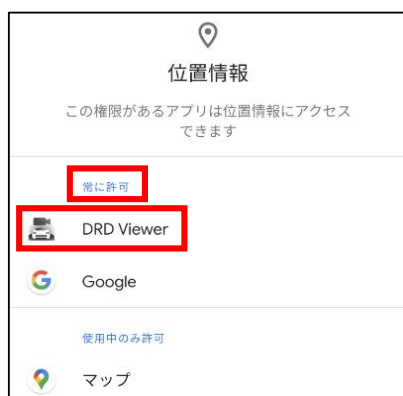 位置情報
この権限があるアプリは位置情報にアクセス
できます
常に許可
DRD Viewer
Google
使用中のみ許可
マップ